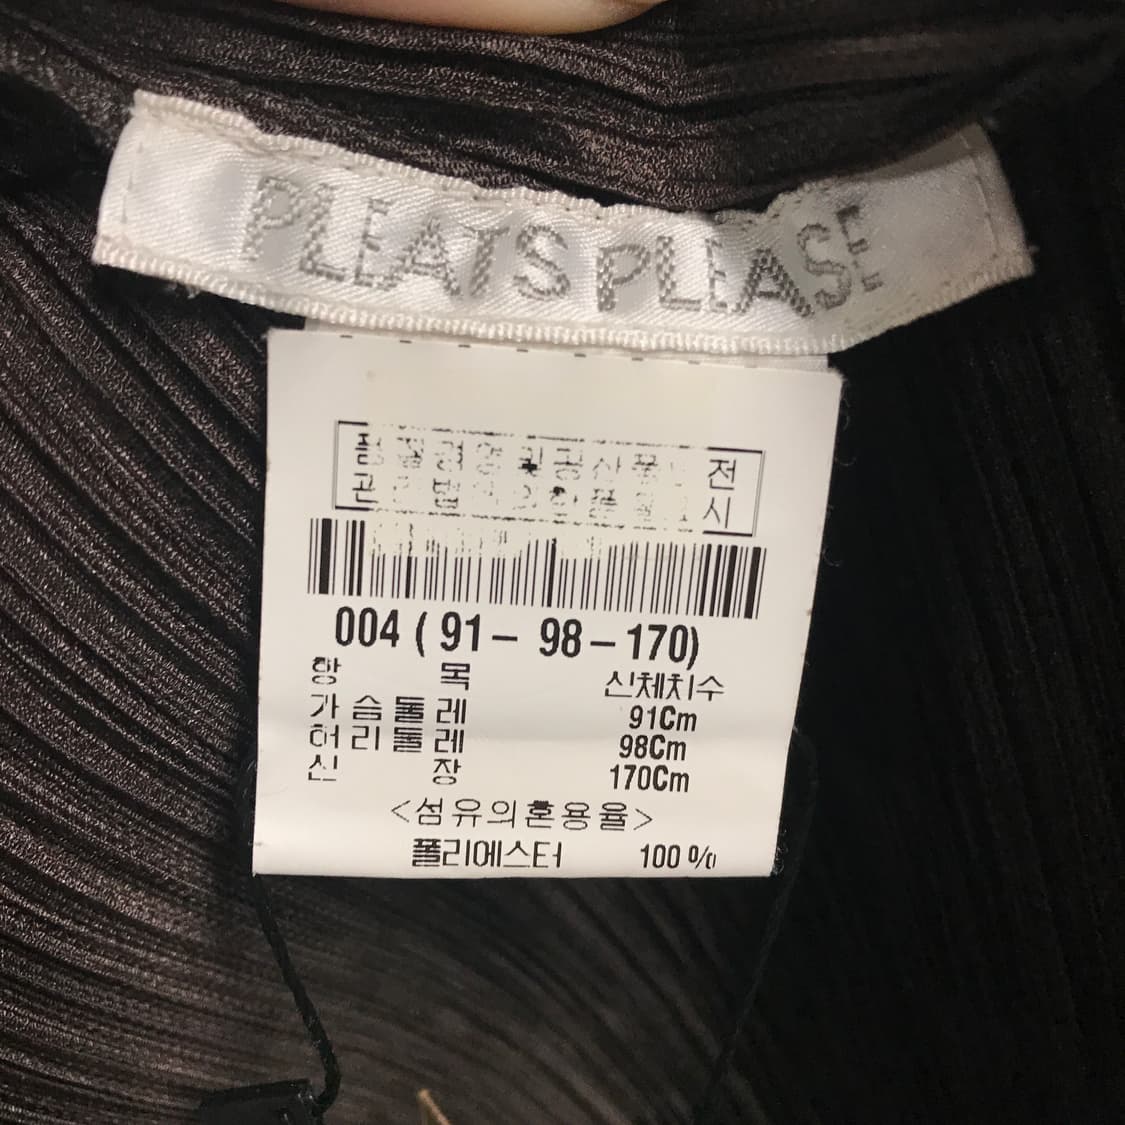 PLEATS PLEASE
전
시
004 ( 91 – 98 – 170)
항 목 신체치수
가 슴 둘 레 91Cm
허 리 둘 레 98Cm
신 장 170Cm
<섬유의혼용율>
폴리에스터 100 %